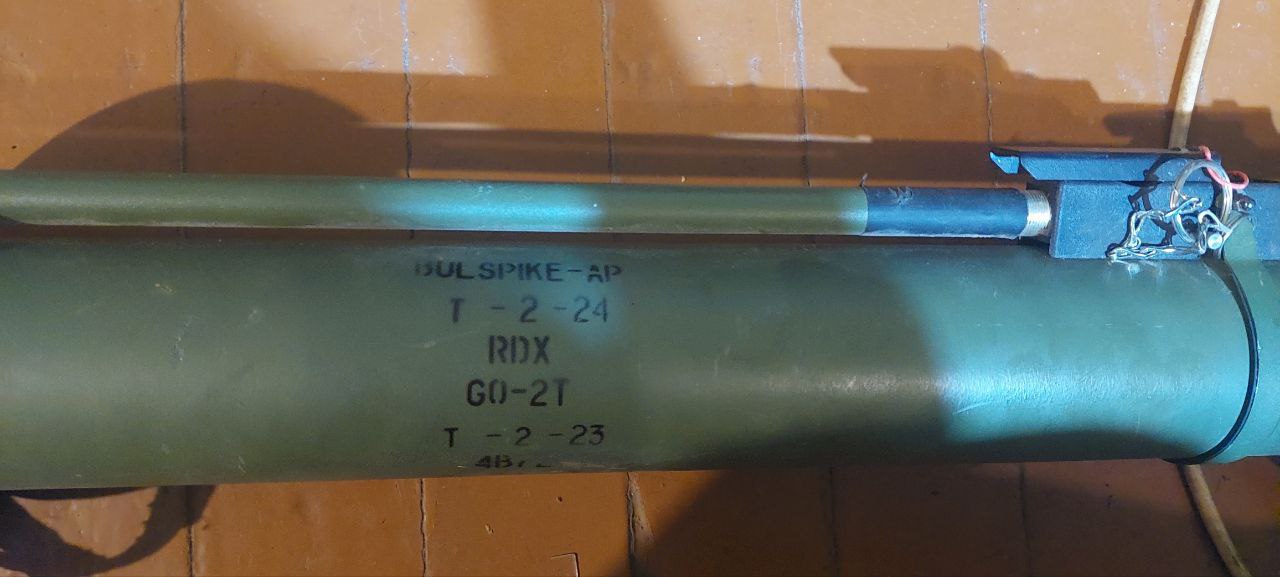 BULSPIKE-AP
T - 2 - 24
RDX
GO-2T
T - 2 - 23